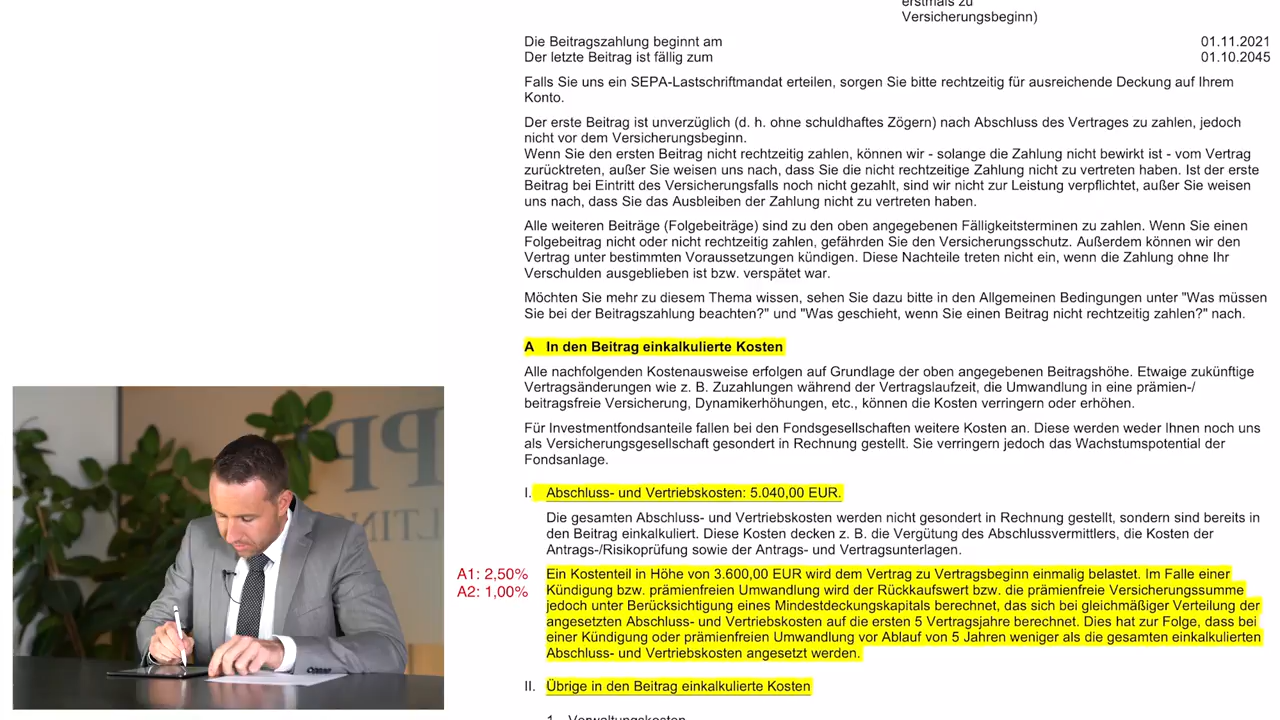 erstmals zu
Versicherungsbeginn)
Die Beitragszahlung beginnt am 01.11.2021
Der letzte Beitrag ist fällig zum 01.10.2045
Falls Sie uns ein SEPA-Lastschriftmandat erteilen, sorgen Sie bitte rechtzeitig für ausreichende Deckung auf Ihrem
Konto.
Der erste Beitrag ist unverzüglich (d. h. ohne schuldhaftes Zögern) nach Abschluss des Vertrages zu zahlen, jedoch
nicht vor dem Versicherungsbeginn.
Wenn Sie den ersten Beitrag nicht rechtzeitig zahlen, können wir - solange die Zahlung nicht bewirkt ist - vom Vertrag
zurücktreten, außer Sie weisen uns nach, dass Sie die nicht rechtzeitige Zahlung nicht zu vertreten haben. Ist der erste
Beitrag bei Eintritt des Versicherungsfalls noch nicht gezahlt, sind wir nicht zur Leistung verpflichtet, außer Sie weisen
uns nach, dass Sie das Ausbleiben der Zahlung nicht zu vertreten haben.
Alle weiteren Beiträge (Folgebeiträge) sind zu den oben angegebenen Fälligkeitsterminen zu zahlen. Wenn Sie einen
Folgebeitrag nicht oder nicht rechtzeitig zahlen, gefährden Sie den Versicherungsschutz. Außerdem können wir den
Vertrag unter bestimmten Voraussetzungen kündigen. Diese Nachteile treten nicht ein, wenn die Zahlung ohne Ihr
Verschulden ausgeblieben ist bzw. verspätet war.
Möchten Sie mehr zu diesem Thema wissen, sehen Sie dazu bitte in den Allgemeinen Bedingungen unter "Was müssen
Sie bei der Beitragszahlung beachten?" und "Was geschieht, wenn Sie einen Beitrag nicht rechtzeitig zahlen?" nach.
A In den Beitrag einkalkulierte Kosten
Alle nachfolgenden Kostenausweise erfolgen auf Grundlage der oben angegebenen Beitragshöhe. Etwaige zukünftige
Vertragsänderungen wie z. B. Zuzahlungen während der Vertragslaufzeit, die Umwandlung in eine prämien-/
beitragsfreie Versicherung, Dynamikerhöhungen, etc., können die Kosten verringern oder erhöhen.
Für Investmentfondsanteile fallen bei den Fondsgesellschaften weitere Kosten an. Diese werden weder Ihnen noch uns
als Versicherungsgesellschaft gesondert in Rechnung gestellt. Sie verringern jedoch das Wachstumspotential der
Fondsanlage.
I. Abschluss- und Vertriebskosten: 5.040,00 EUR.
Die gesamten Abschluss- und Vertriebskosten werden nicht gesondert in Rechnung gestellt, sondern sind bereits in
den Beitrag einkalkuliert. Diese Kosten decken z. B. die Vergütung des Abschlussvermittlers, die Kosten der
Antrags-/Risikoprüfung sowie der Antrags- und Vertragsunterlagen.
A1: 2,50%
A2: 1,00%
Ein Kostenteil in Höhe von 3.600,00 EUR wird dem Vertrag zu Vertragsbeginn einmalig belastet. Im Falle einer
Kündigung bzw. prämienfreien Umwandlung wird der Rückkaufswert bzw. die prämienfreie Versicherungssumme
jedoch unter Berücksichtigung eines Mindestdeckungskapitals berechnet, das sich bei gleichmäßiger Verteilung der
angesetzten Abschluss- und Vertriebskosten auf die ersten 5 Vertragsjahre berechnet. Dies hat zur Folge, dass bei
einer Kündigung oder prämienfreien Umwandlung vor Ablauf von 5 Jahren weniger als die gesamten einkalkulierten
Abschluss- und Vertriebskosten angesetzt werden.
II. Übrige in den Beitrag einkalkulierte Kosten
1. Verwaltungskosten